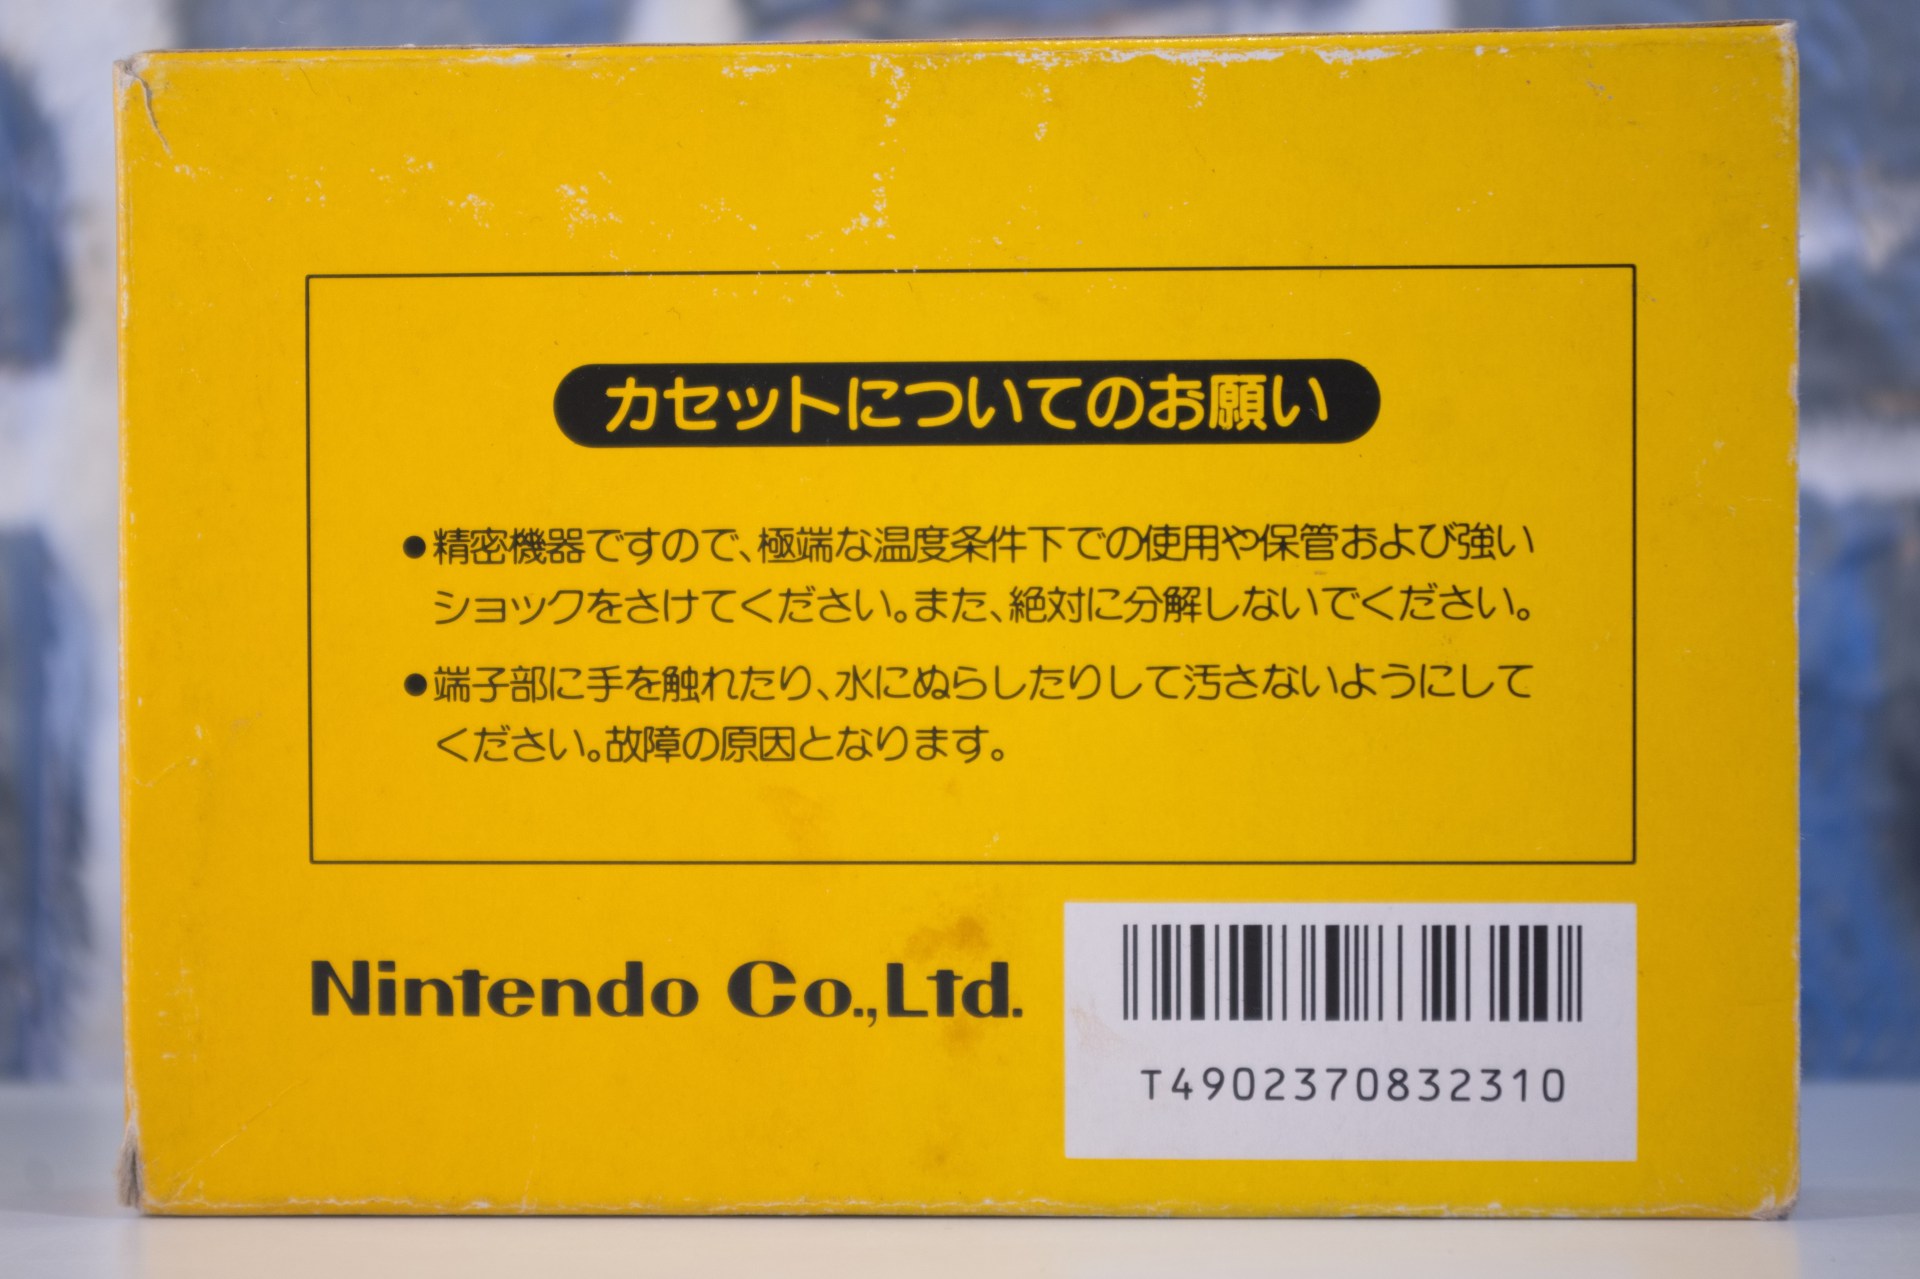 カセットについてのお願い
●精密機器ですので、極端な温度条件下での使用や保管および強い
ショックをさけてください。また、絶対に分解しないでください。
●端子部に手を触れたり、水にぬらしたりして汚さないようにして
ください。故障の原因となります。
Nintendo Co.,Ltd.
T4902370832310